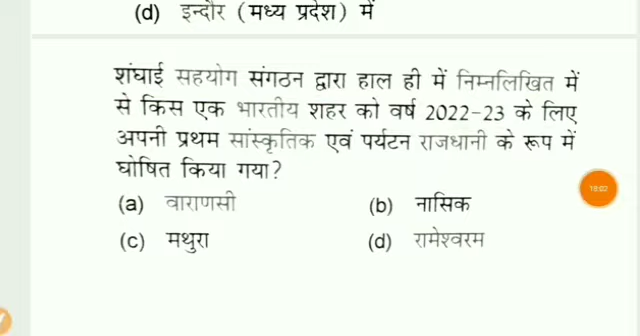 (d) इन्दौर (मध्य प्रदेश) में
शंघाई सहयोग संगठन द्वारा हाल ही में निम्नलिखित में
से किस एक भारतीय शहर को वर्ष 2022-23 के लिए
अपनी प्रथम सांस्कृतिक एवं पर्यटन राजधानी के रूप में
घोषित किया गया?
(a) वाराणसी (b) नासिक
(c) मथुरा (d) रामेश्वरम